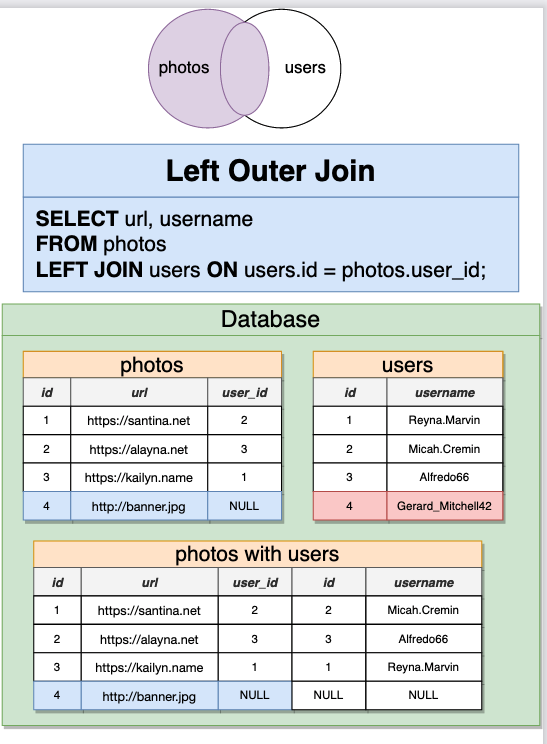 photos users
Left Outer Join
SELECT url, username
FROM photos
LEFT JOIN users ON users.id = photos.user_id;
Database
photos
id url user_id
1 https://santina.net 2
2 https://alayna.net 3
3 https://kailyn.name 1
4 http://banner.jpg NULL
users
id username
1 Reyna.Marvin
2 Micah.Cremin
3 Alfredo66
4 Gerard_Mitchell42
photos with users
id url user_id id username
1 https://santina.net 2 2 Micah.Cremin
2 https://alayna.net 3 3 Alfredo66
3 https://kailyn.name 1 1 Reyna.Marvin
4 http://banner.jpg NULL NULL NULL